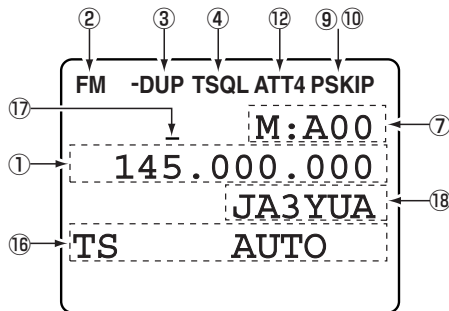 ② ③ ④ ⑫ ⑨ ⑩
FM -DUP TSQL ATT4 PSKIP
⑰
M:A00 ⑦
① 145.000.000
JA3YUA ⑱
⑯ TS AUTO